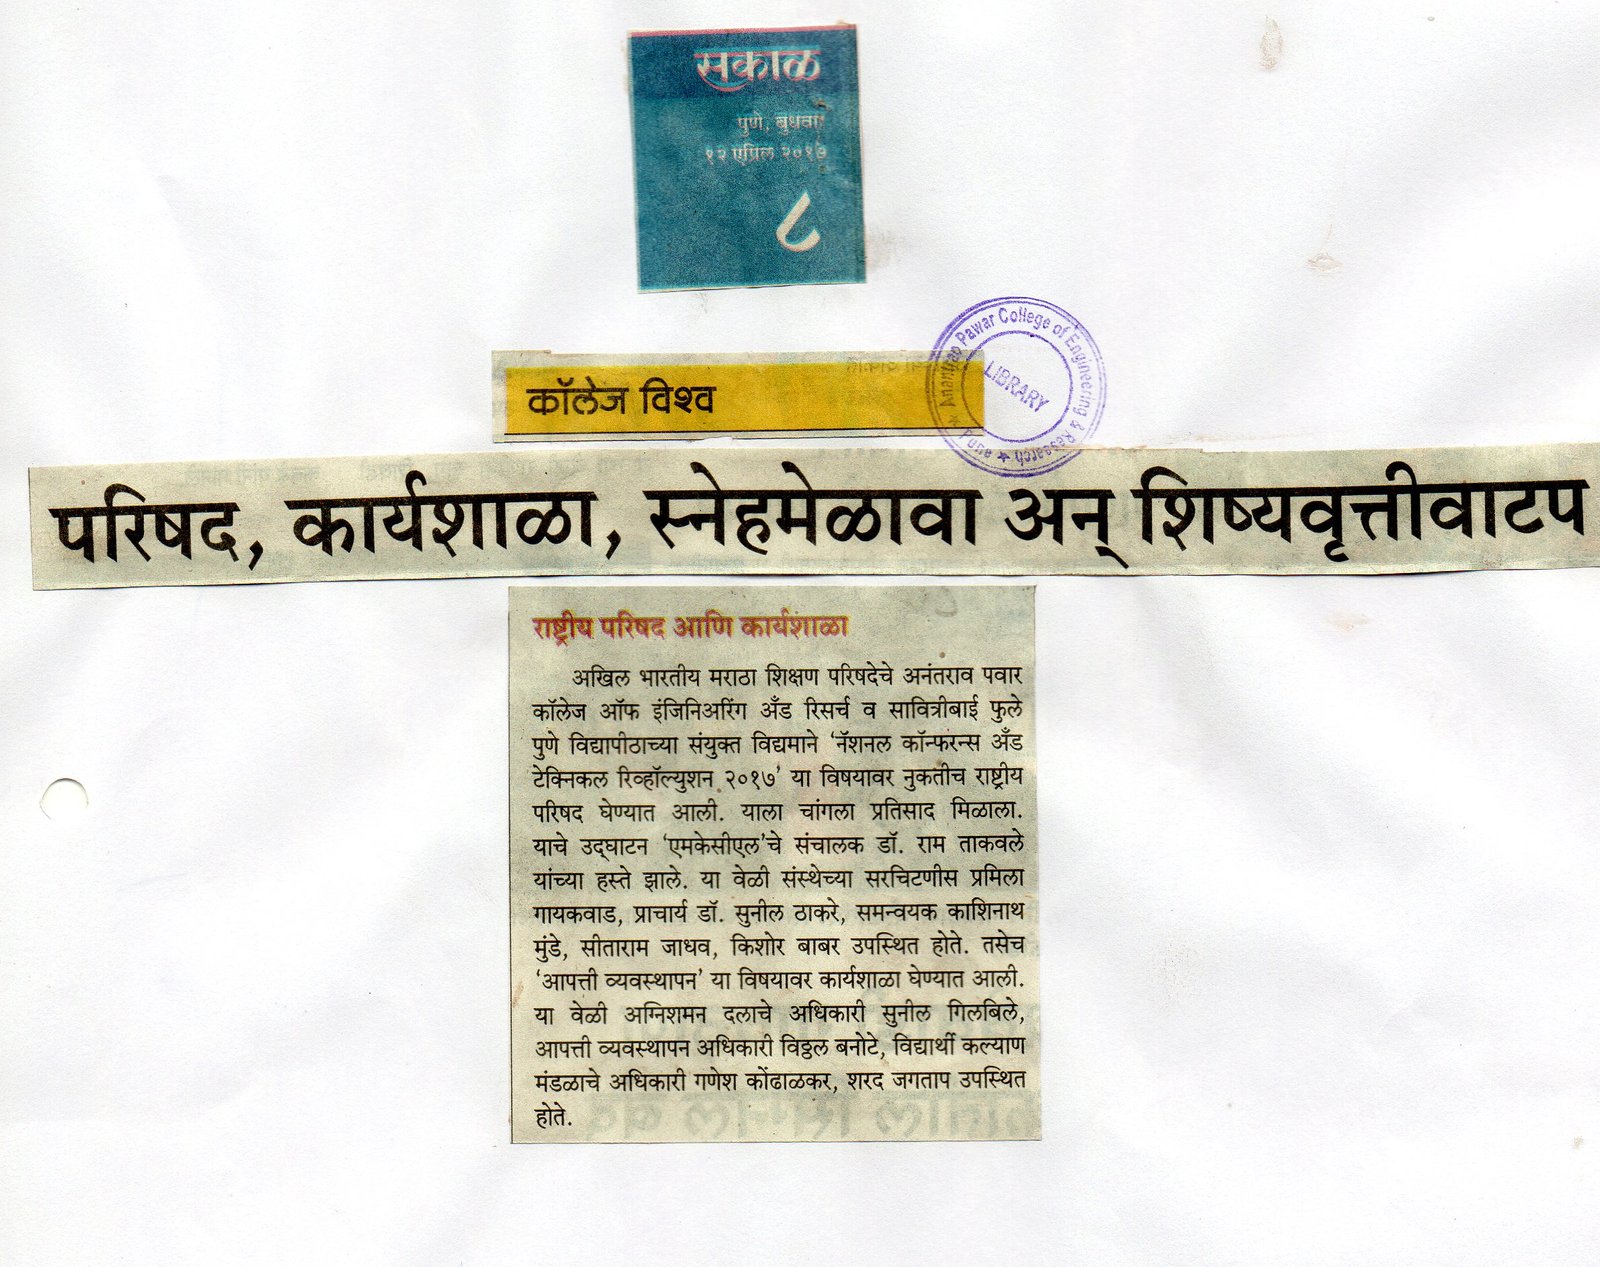 सकाळ
पुणे, बुधवार
१२ एप्रिल २०१७
८
Anantrao Pawar College of Engineering & Research ★ Pune ★
LIBRARY
कॉलेज विश्व
परिषद, कार्यशाळा, स्नेहमेळावा अन् शिष्यवृत्तीवाटप
राष्ट्रीय परिषद आणि कार्यशाळा
अखिल भारतीय मराठा शिक्षण परिषदेचे अनंतराव पवार
कॉलेज ऑफ इंजिनिअरिंग अँड रिसर्च व सावित्रीबाई फुले
पुणे विद्यापीठाच्या संयुक्त विद्यमाने ‘नॅशनल कॉन्फरन्स अँड
टेक्निकल रिव्हॉल्युशन २०१७’ या विषयावर नुकतीच राष्ट्रीय
परिषद घेण्यात आली. याला चांगला प्रतिसाद मिळाला.
याचे उद्‌घाटन ‘एमकेसीएल’चे संचालक डॉ. राम ताकवले
यांच्या हस्ते झाले. या वेळी संस्थेच्या सरचिटणीस प्रमिला
गायकवाड, प्राचार्य डॉ. सुनील ठाकरे, समन्वयक काशिनाथ
मुंडे, सीताराम जाधव, किशोर बाबर उपस्थित होते. तसेच
‘आपत्ती व्यवस्थापन’ या विषयावर कार्यशाळा घेण्यात आली.
या वेळी अग्निशमन दलाचे अधिकारी सुनील गिलबिले,
आपत्ती व्यवस्थापन अधिकारी विठ्ठल बनोटे, विद्यार्थी कल्याण
मंडळाचे अधिकारी गणेश कोंढाळकर, शरद जगताप उपस्थित
होते.